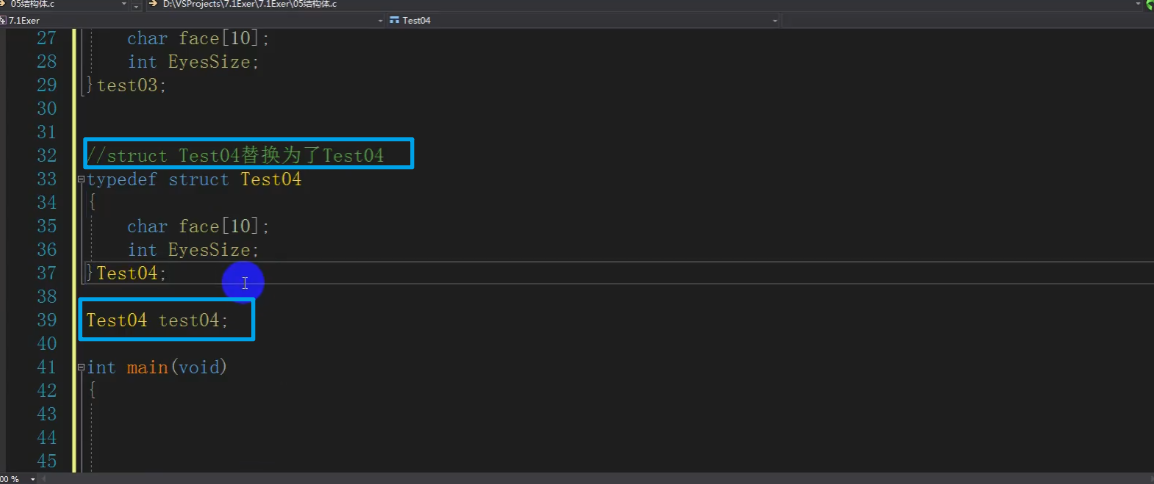 05结构体.c D:\VSProjects\7.1Exer\7.1Exer\05结构体.c
7.1Exer Test04
27 char face[10];
28 int EyesSize;
29 }test03;
30
31
32 //struct Test04替换为了Test04
33 typedef struct Test04
34 {
35 char face[10];
36 int EyesSize;
37 }Test04;
38
39 Test04 test04;
40
41 int main(void)
42 {
43
44
45
00 %